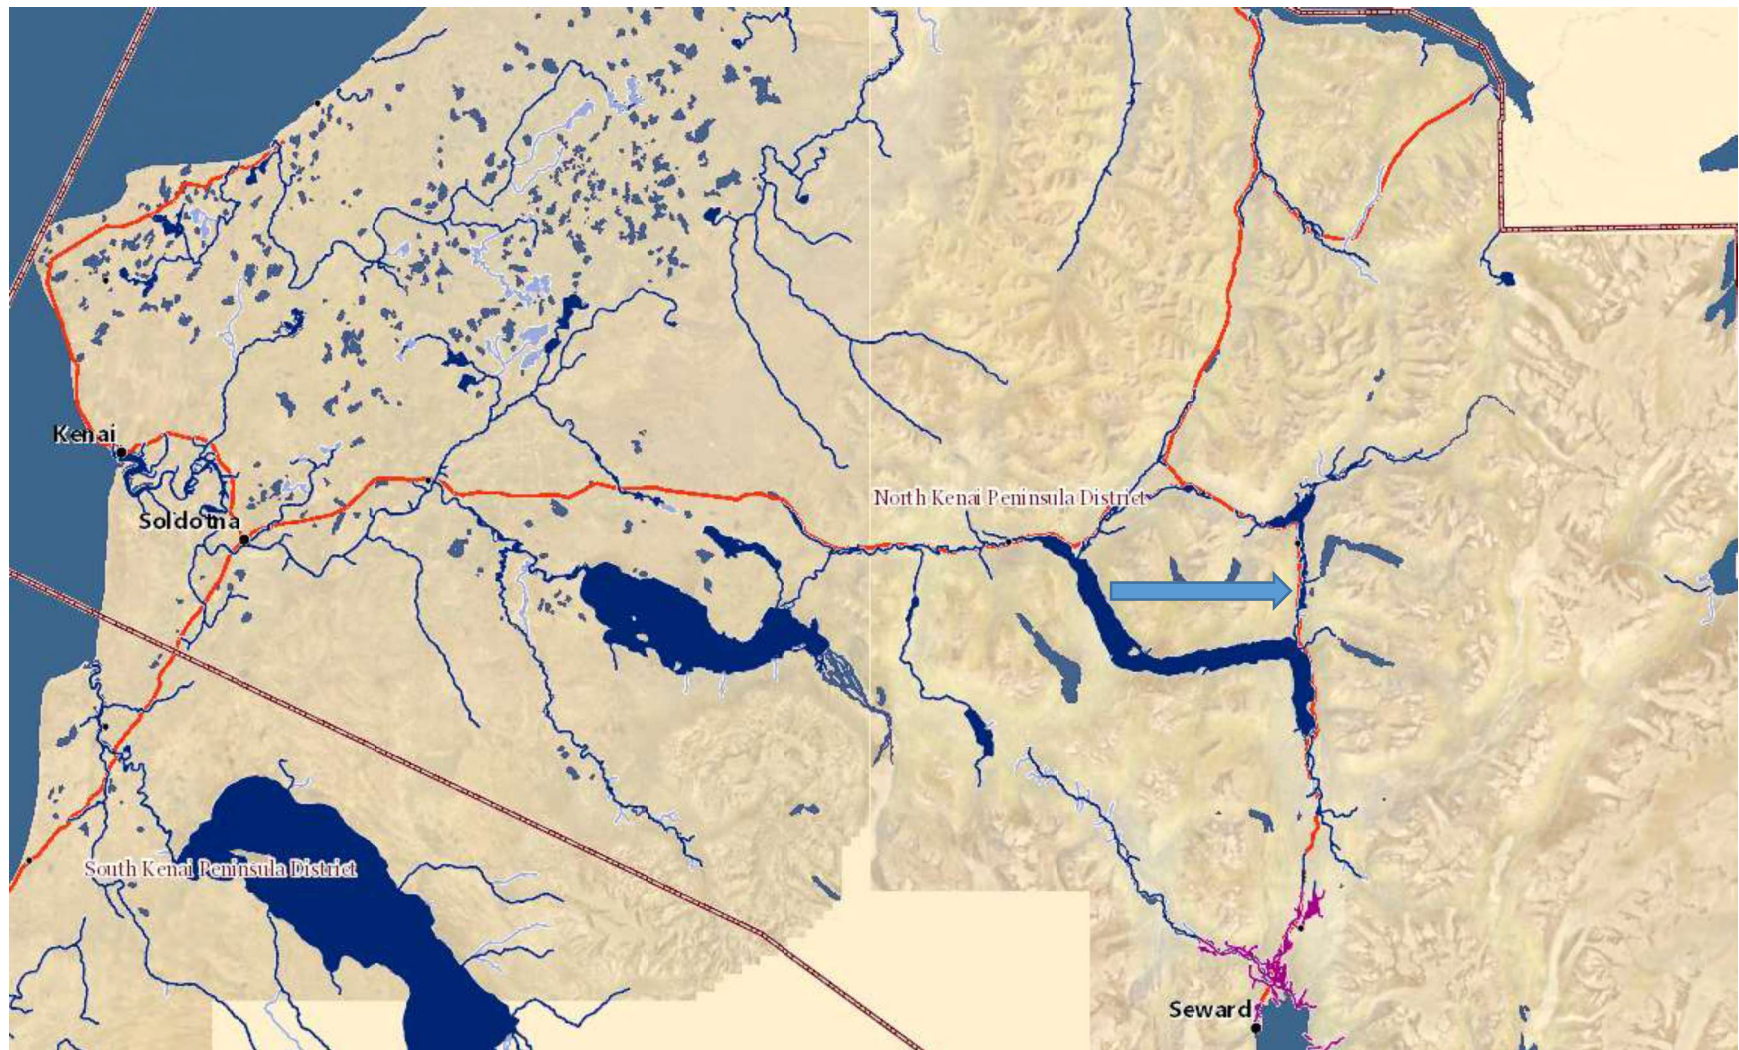 Kenai
North Kenai Peninsula District
Soldotna
South Kenai Peninsula District
Seward